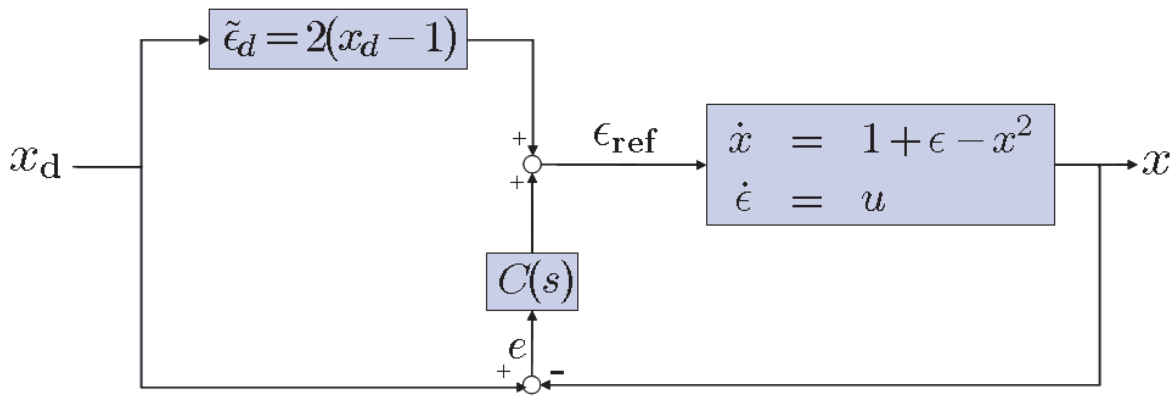 ϵ̃_d = 2(x_d − 1)
+
x_d
ϵ_ref
+
ẋ = 1 + ϵ − x²
ϵ̇ = u
x
C(s)
e
+
-